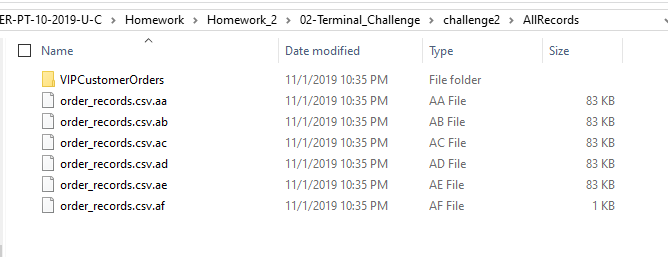 ER-PT-10-2019-U-C > Homework > Homework_2 > 02-Terminal_Challenge > challenge2 > AllRecords
Name Date modified Type Size
VIPCustomerOrders 11/1/2019 10:35 PM File folder
order_records.csv.aa 11/1/2019 10:35 PM AA File 83 KB
order_records.csv.ab 11/1/2019 10:35 PM AB File 83 KB
order_records.csv.ac 11/1/2019 10:35 PM AC File 83 KB
order_records.csv.ad 11/1/2019 10:35 PM AD File 83 KB
order_records.csv.ae 11/1/2019 10:35 PM AE File 83 KB
order_records.csv.af 11/1/2019 10:35 PM AF File 1 KB